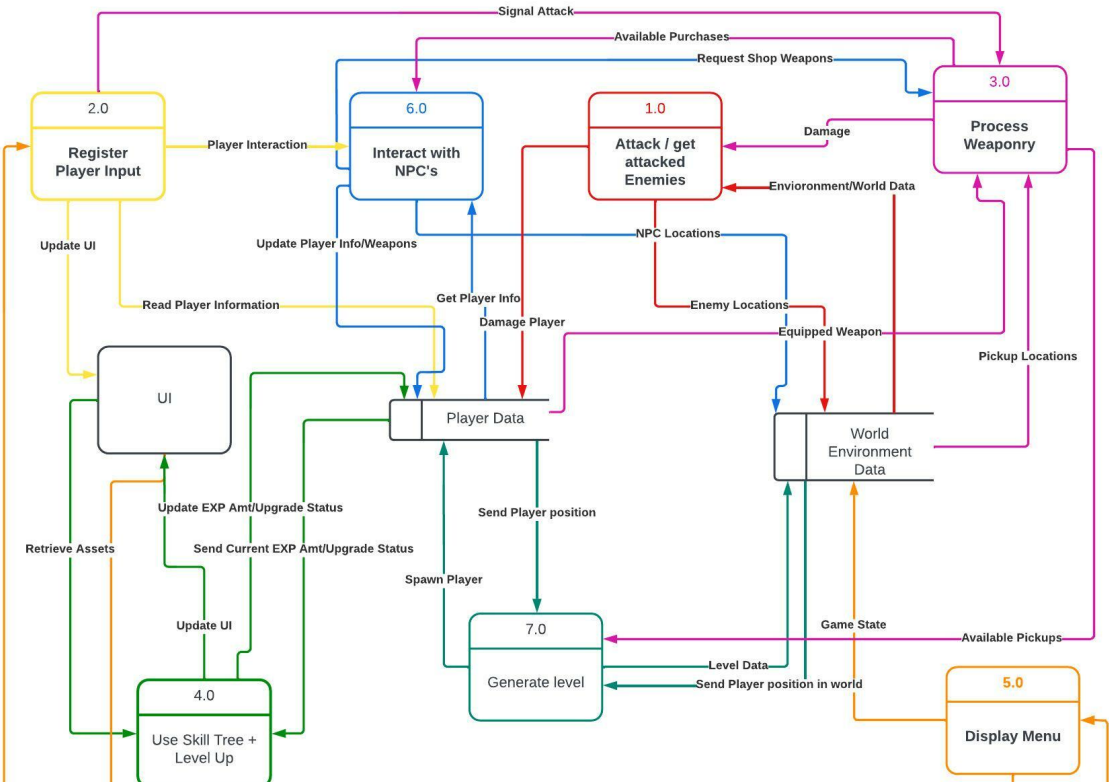 Signal Attack
Available Purchases
Request Shop Weapons
2.0
Register
Player Input
6.0
Interact with
NPC's
1.0
Attack / get
attacked
Enemies
3.0
Process
Weaponry
Player Interaction
Damage
Envioronment/World Data
Update UI
Update Player Info/Weapons
NPC Locations
Read Player Information
Get Player Info
Enemy Locations
Damage Player
Equipped Weapon
Pickup Locations
UI
Player Data
World
Environment
Data
Update EXP Amt/Upgrade Status
Send Player position
Retrieve Assets
Send Current EXP Amt/Upgrade Status
Spawn Player
Update UI
7.0
Generate level
Game State
Available Pickups
Level Data
Send Player position in world
4.0
Use Skill Tree +
Level Up
5.0
Display Menu